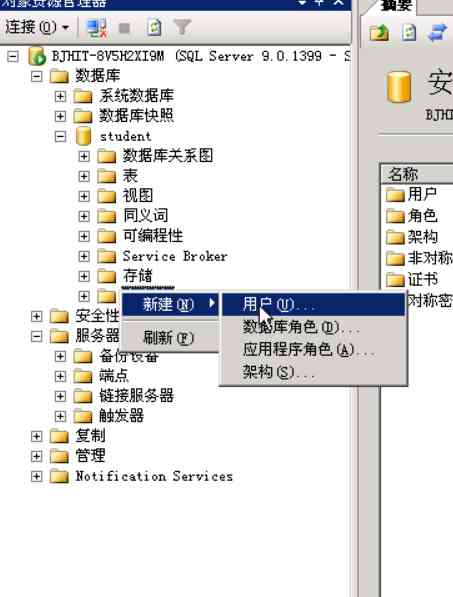 对象资源管理器
摘要
连接(O)
BJHIT-8V5H2XI9M (SQL Server 9.0.1399 - S
数据库
系统数据库
数据库快照
student
数据库关系图
表
视图
同义词
可编程性
Service Broker
存储
安全性
服务器
备份设备
端点
链接服务器
触发器
复制
管理
Notification Services
新建(N)
刷新(F)
用户(U)...
数据库角色(D)...
应用程序角色(A)...
架构(S)...
安
BJHI
名称
用户
角色
架构
非对称
证书
对称密